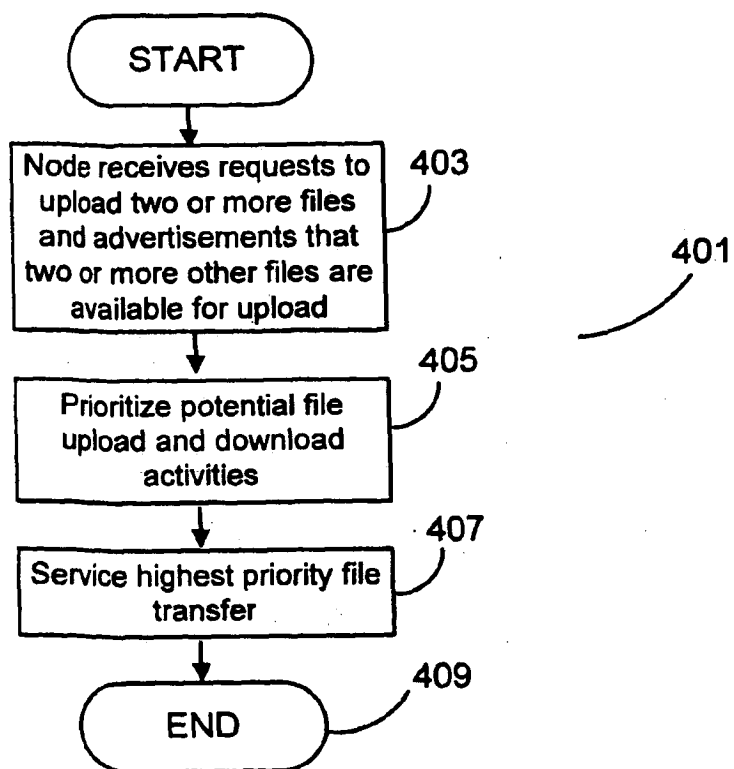 START
Node receives requests to
upload two or more files
and advertisements that
two or more other files are
available for upload
403
401
405
Prioritize potential file
upload and download
activities
407
Service highest priority file
transfer
409
END